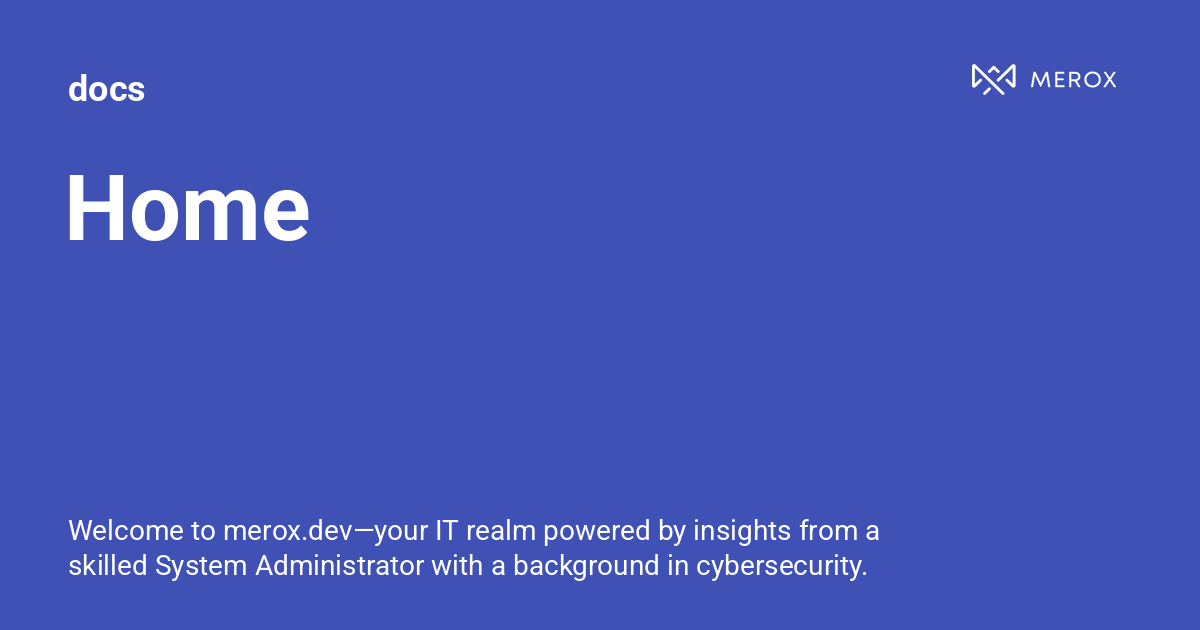 docs
MEROX
Home
Welcome to merox.dev—your IT realm powered by insights from a
skilled System Administrator with a background in cybersecurity.